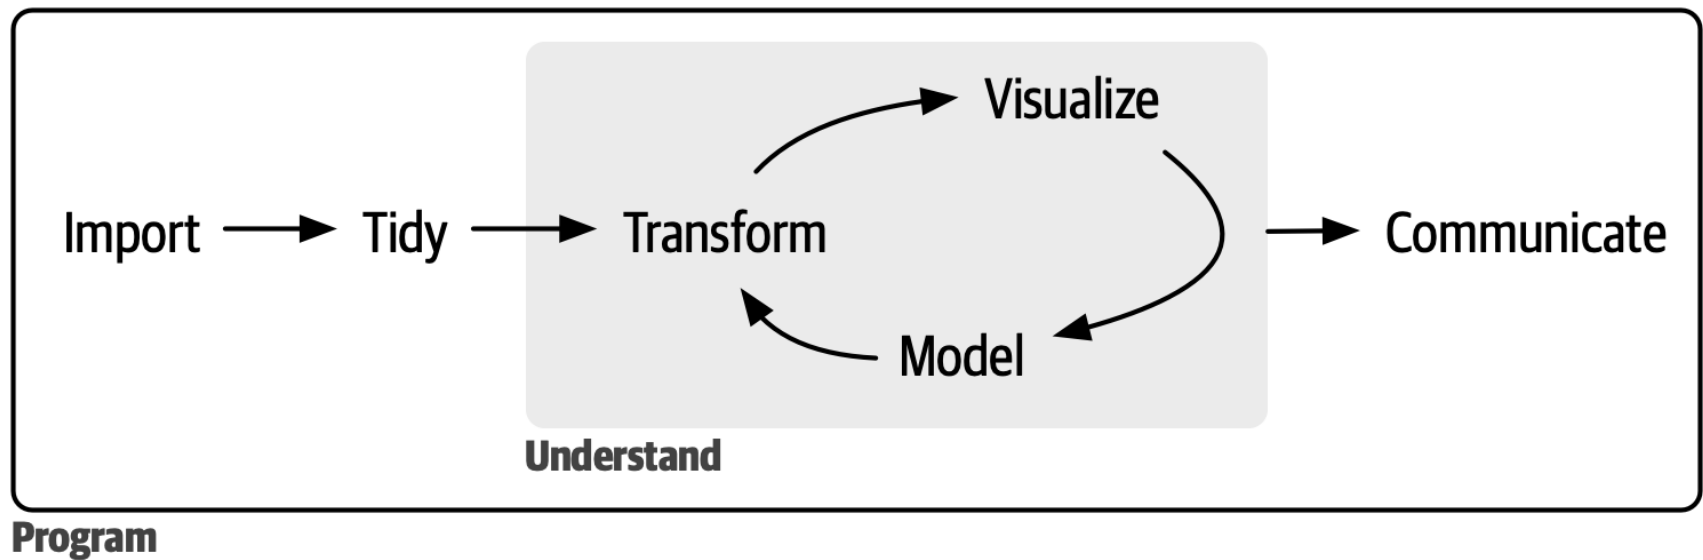 Visualize
Import
Tidy
Transform
Communicate
Model
Understand
Program